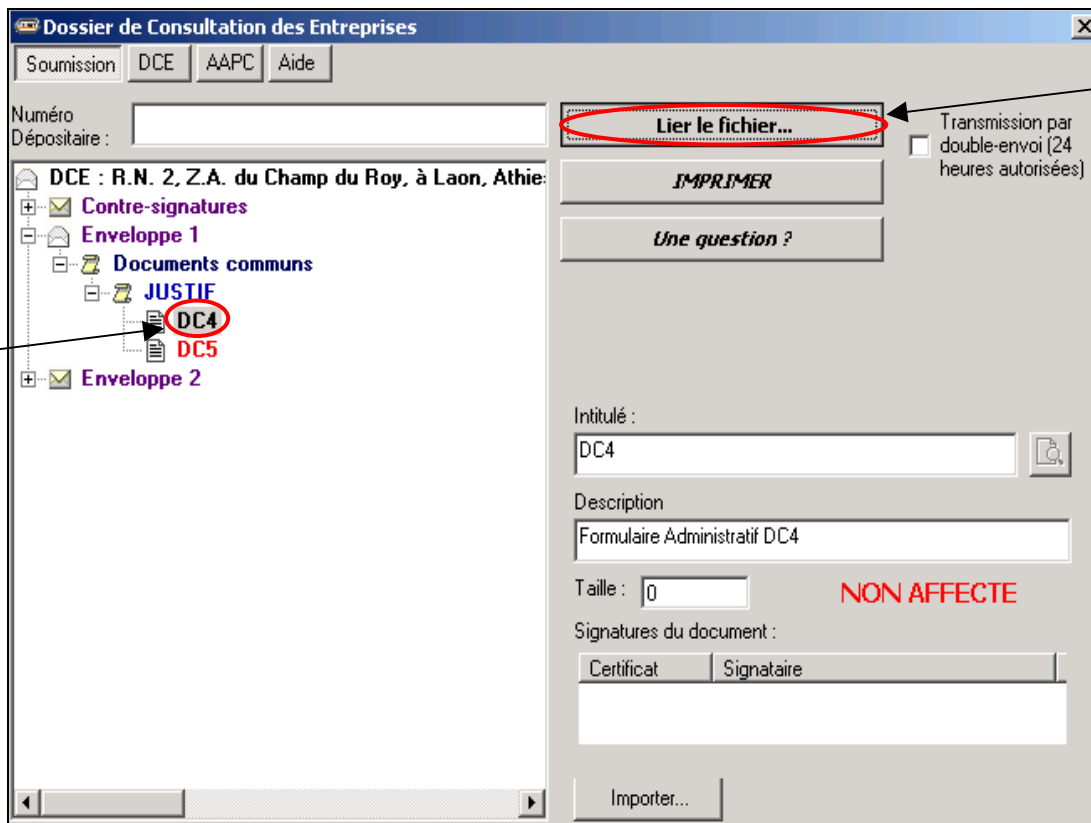 Dossier de Consultation des Entreprises
Soumission DCE AAPC Aide
Numéro
Dépositaire :
DCE : R.N. 2, Z.A. du Champ du Roy, à Laon, Athie
Contre-signatures
Enveloppe 1
Documents communs
JUSTIF
DC4
DC5
Enveloppe 2
Lier le fichier...
IMPRIMER
Une question ?
Transmission par
double-envoi (24
heures autorisées)
Intitulé :
DC4
Description
Formulaire Administratif DC4
Taille : 0 NON AFFECTE
Signatures du document :
Certificat Signataire
Importer...